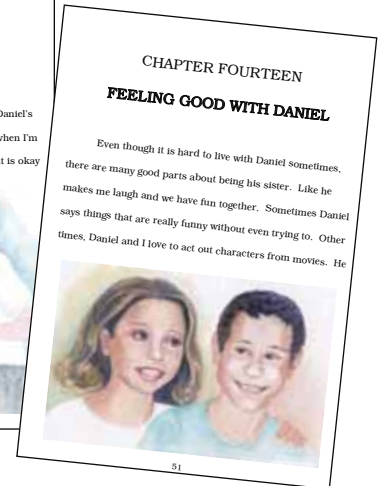 Daniel's
when I'm
t is okay
CHAPTER FOURTEEN
FEELING GOOD WITH DANIEL
Even though it is hard to live with Daniel sometimes,
there are many good parts about being his sister. Like he
makes me laugh and we have fun together. Sometimes Daniel
says things that are really funny without even trying to. Other
times, Daniel and I love to act out characters from movies. He
51